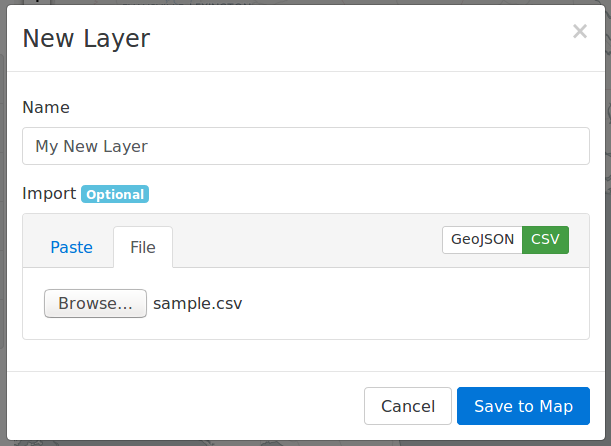 New Layer ×
Name
My New Layer
Import Optional
Paste File GeoJSON CSV
Browse... sample.csv
Cancel Save to Map